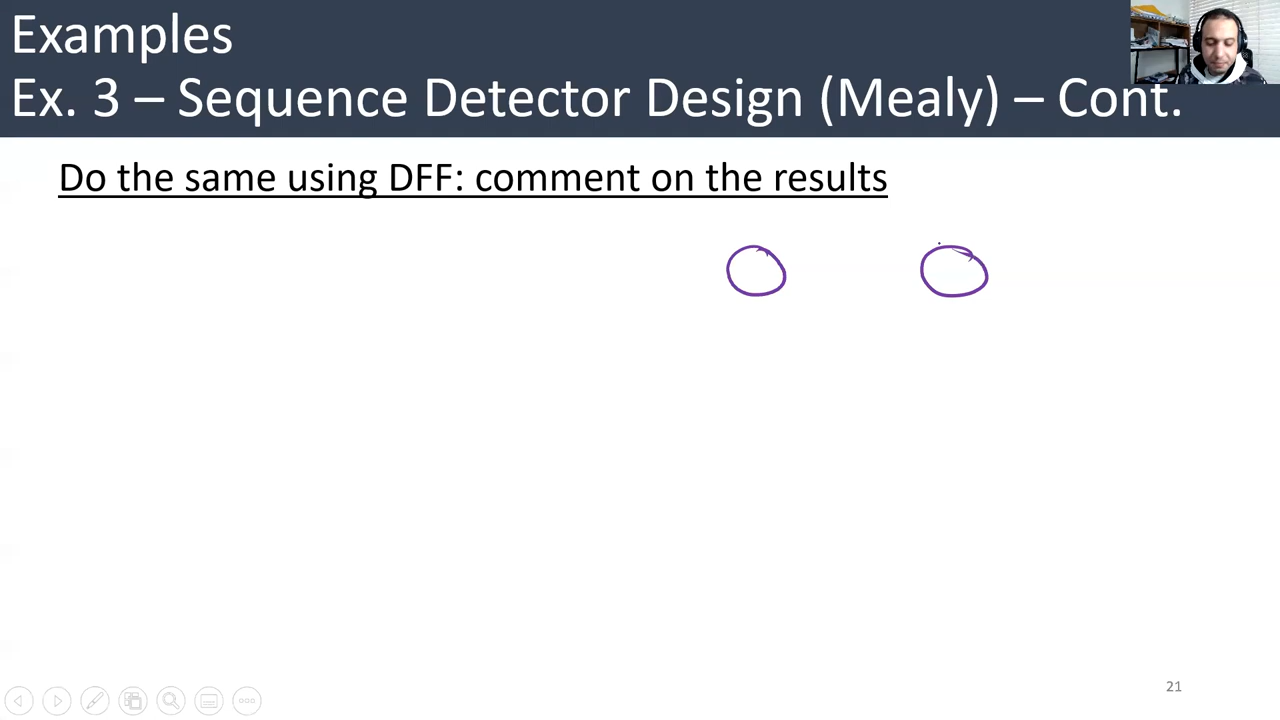 Examples
Ex. 3 – Sequence Detector Design (Mealy) – Cont.
Do the same using DFF: comment on the results
21